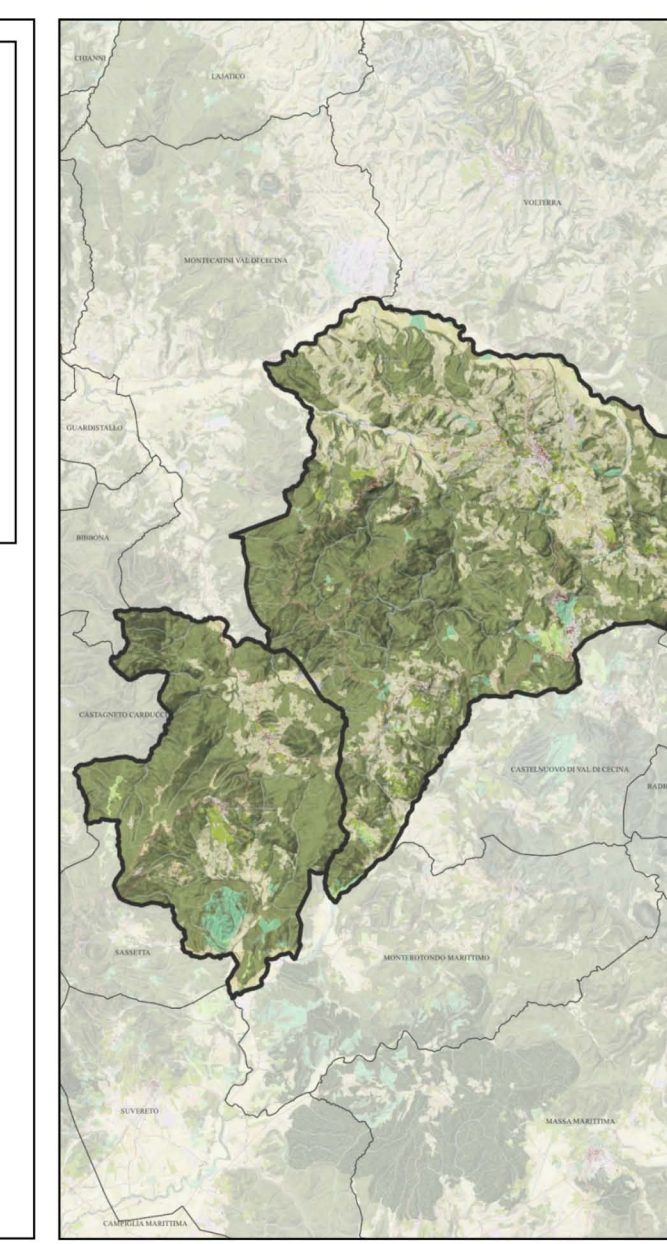 CHIANNI
LAJATICO
VOLTERRA
MONTECATINI VAL DI CECINA
GUARDISTALLO
BIBBONA
CASTAGNETO CARDUCC
CASTELNUOVO DI VAL DI CECINA
RADI
SASSETTA
MONTEROTONDO MARITTIMO
SUVERETO
MASSA MARITTIMA
CAMPIGLIA MARITTIMA